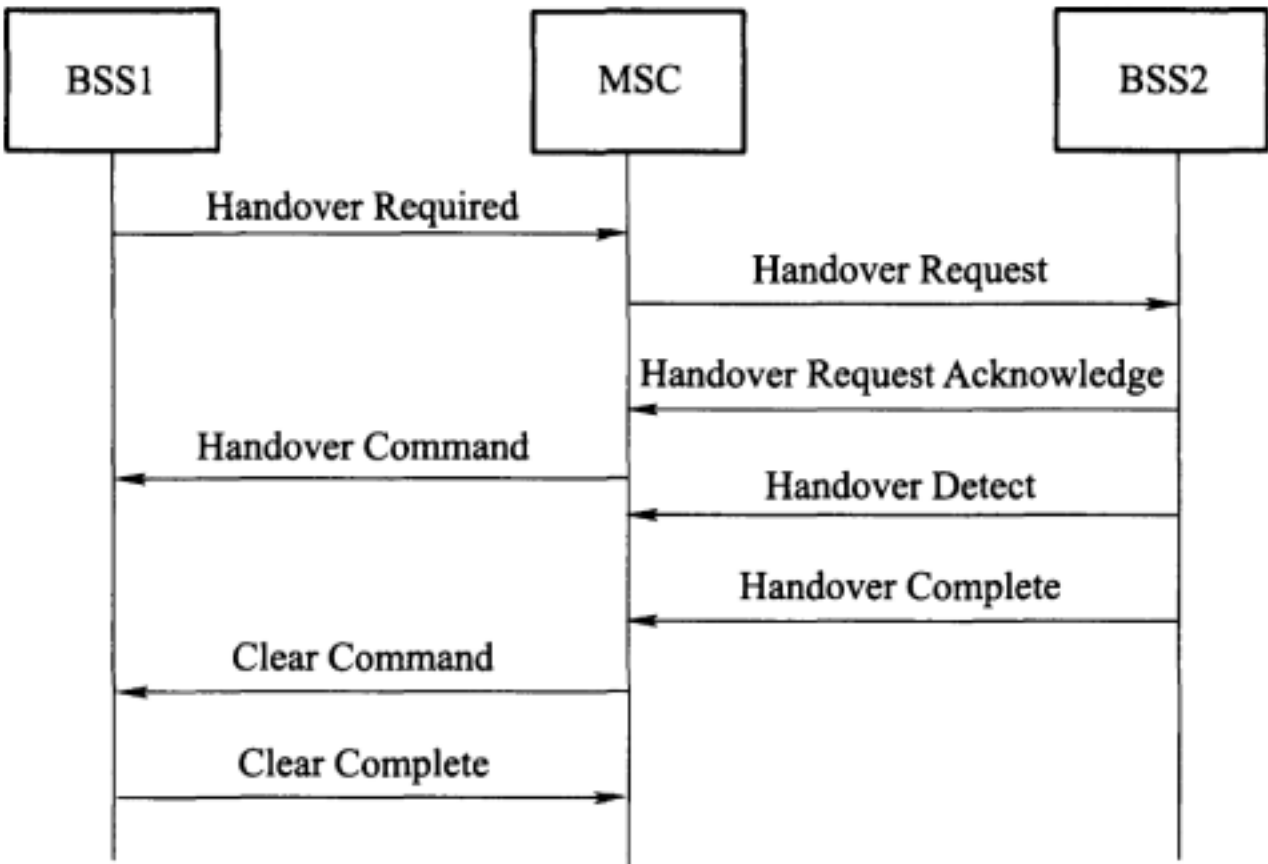 BSS1
MSC
BSS2
Handover Required
Handover Request
Handover Request Acknowledge
Handover Command
Handover Detect
Handover Complete
Clear Command
Clear Complete